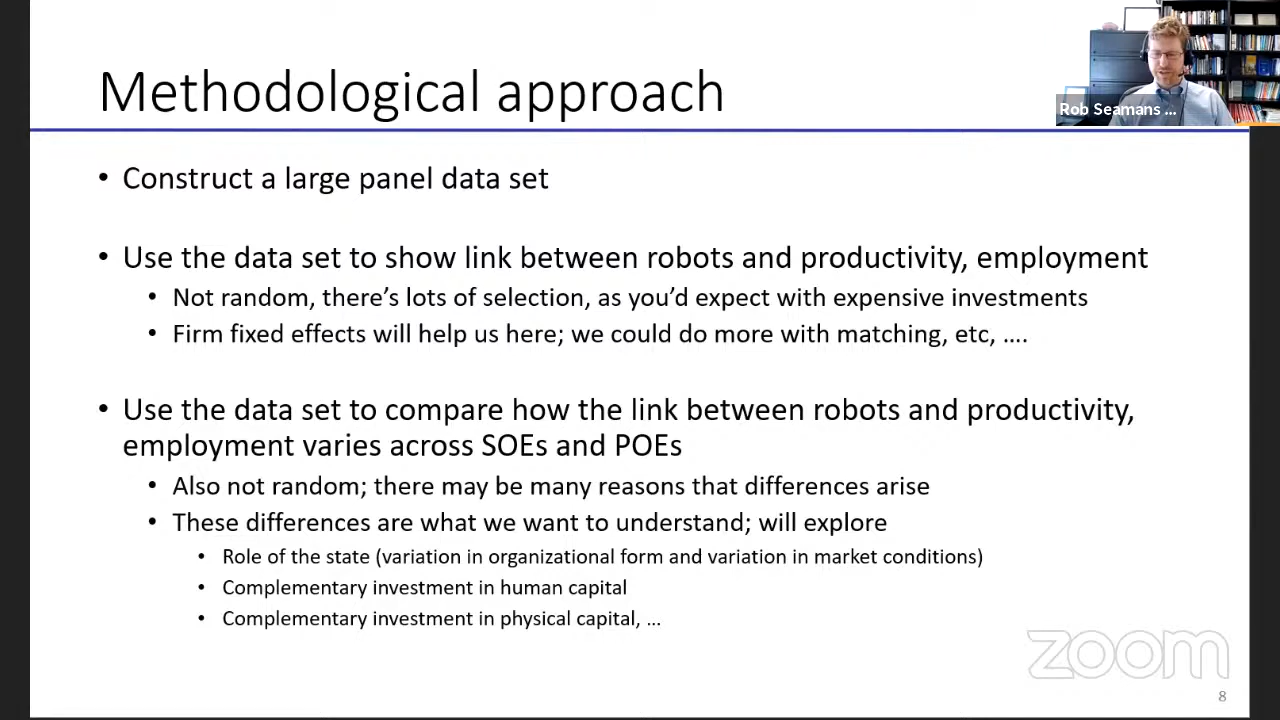 Methodological approach
Rob Seamans ...
• Construct a large panel data set
• Use the data set to show link between robots and productivity, employment
• Not random, there's lots of selection, as you'd expect with expensive investments
• Firm fixed effects will help us here; we could do more with matching, etc, ....
• Use the data set to compare how the link between robots and productivity,
employment varies across SOEs and POEs
• Also not random; there may be many reasons that differences arise
• These differences are what we want to understand; will explore
• Role of the state (variation in organizational form and variation in market conditions)
• Complementary investment in human capital
• Complementary investment in physical capital, ...
zoom
8